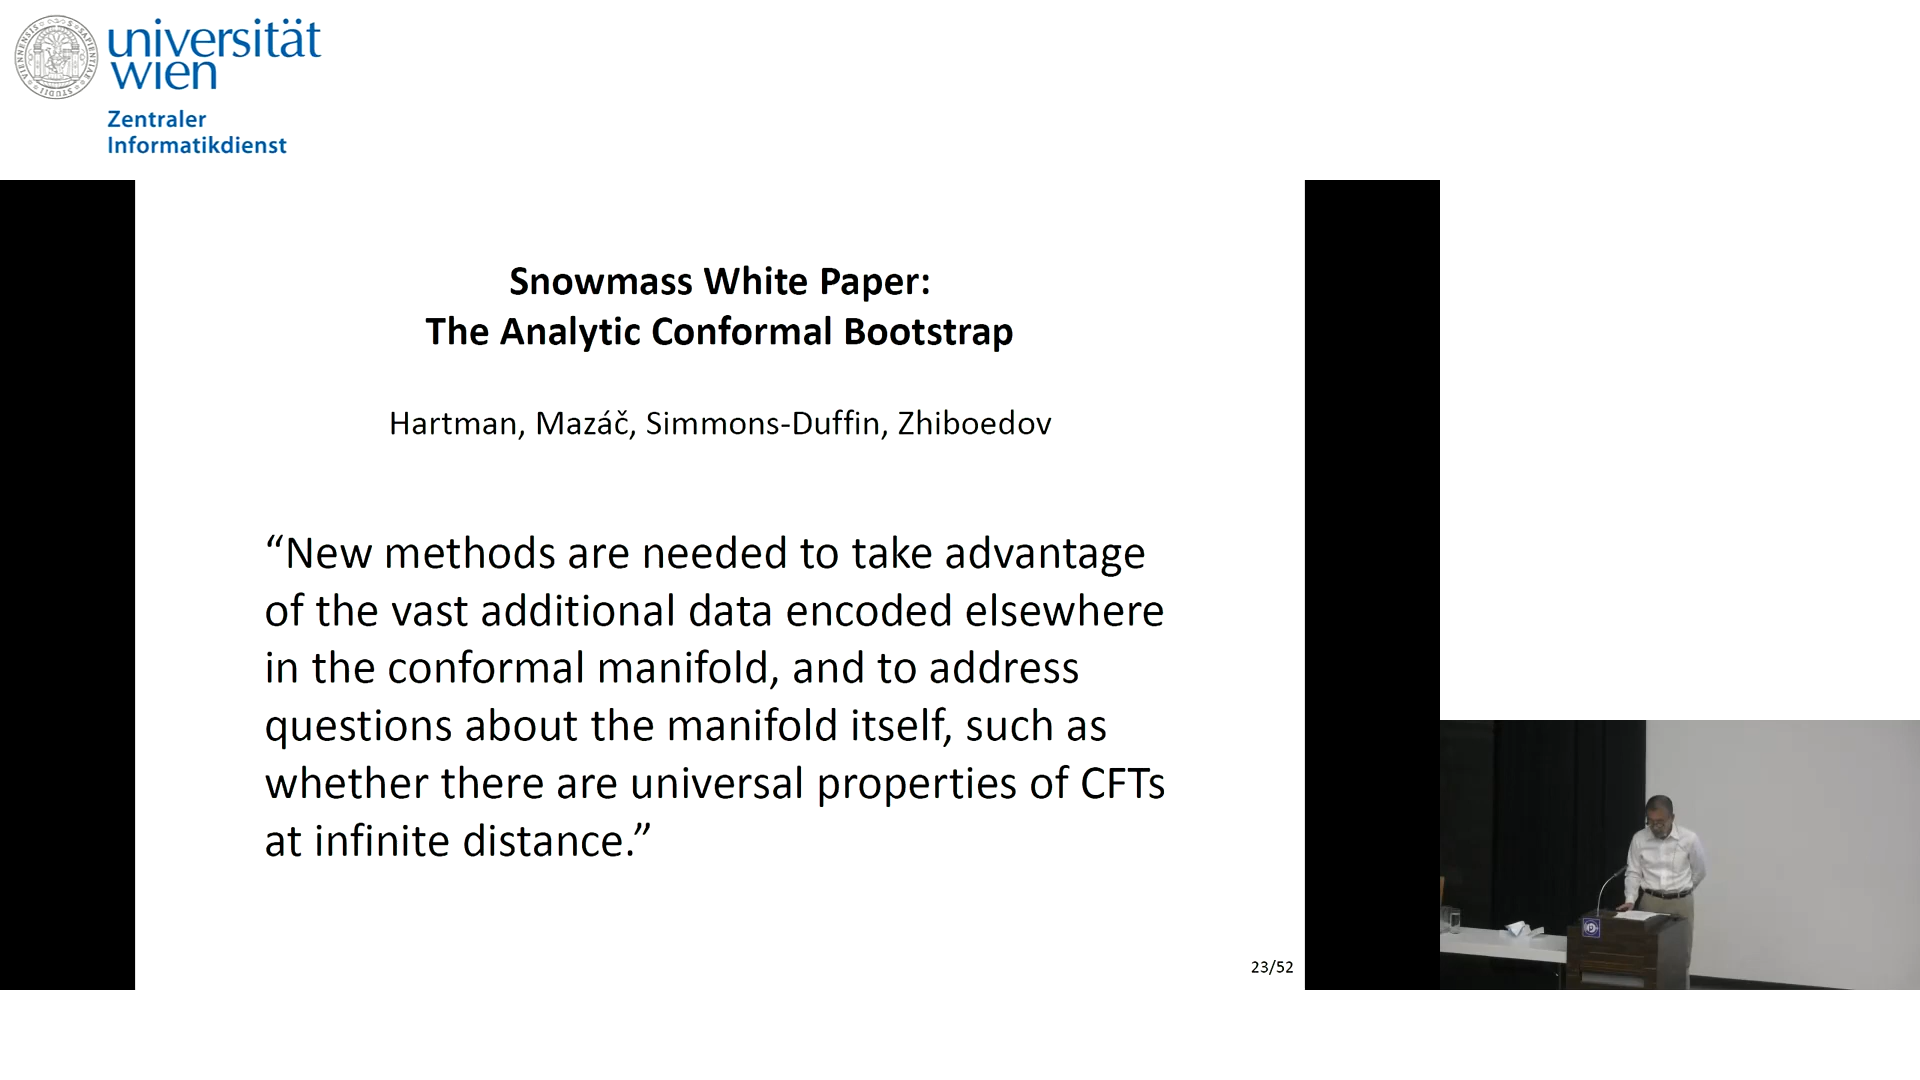 universität
wien
Zentraler
Informatikdienst
Snowmass White Paper:
The Analytic Conformal Bootstrap
Hartman, Mazáč, Simmons-Duffin, Zhiboedov
“New methods are needed to take advantage
of the vast additional data encoded elsewhere
in the conformal manifold, and to address
questions about the manifold itself, such as
whether there are universal properties of CFTs
at infinite distance.”
23/52